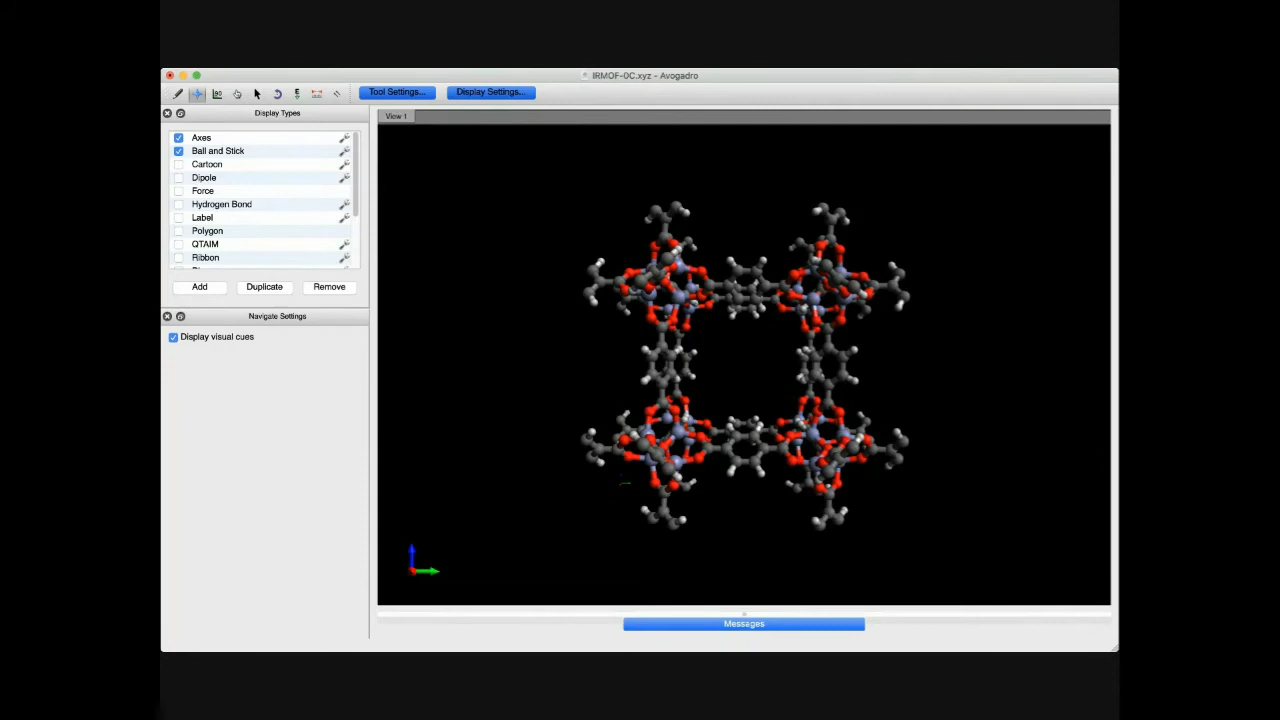 IRMOF-0C.xyz - Avogadro
Tool Settings...
Display Settings...
Display Types
View 1
Axes
Ball and Stick
Cartoon
Dipole
Force
Hydrogen Bond
Label
Polygon
QTAIM
Ribbon
Add
Duplicate
Remove
Navigate Settings
Display visual cues
Messages